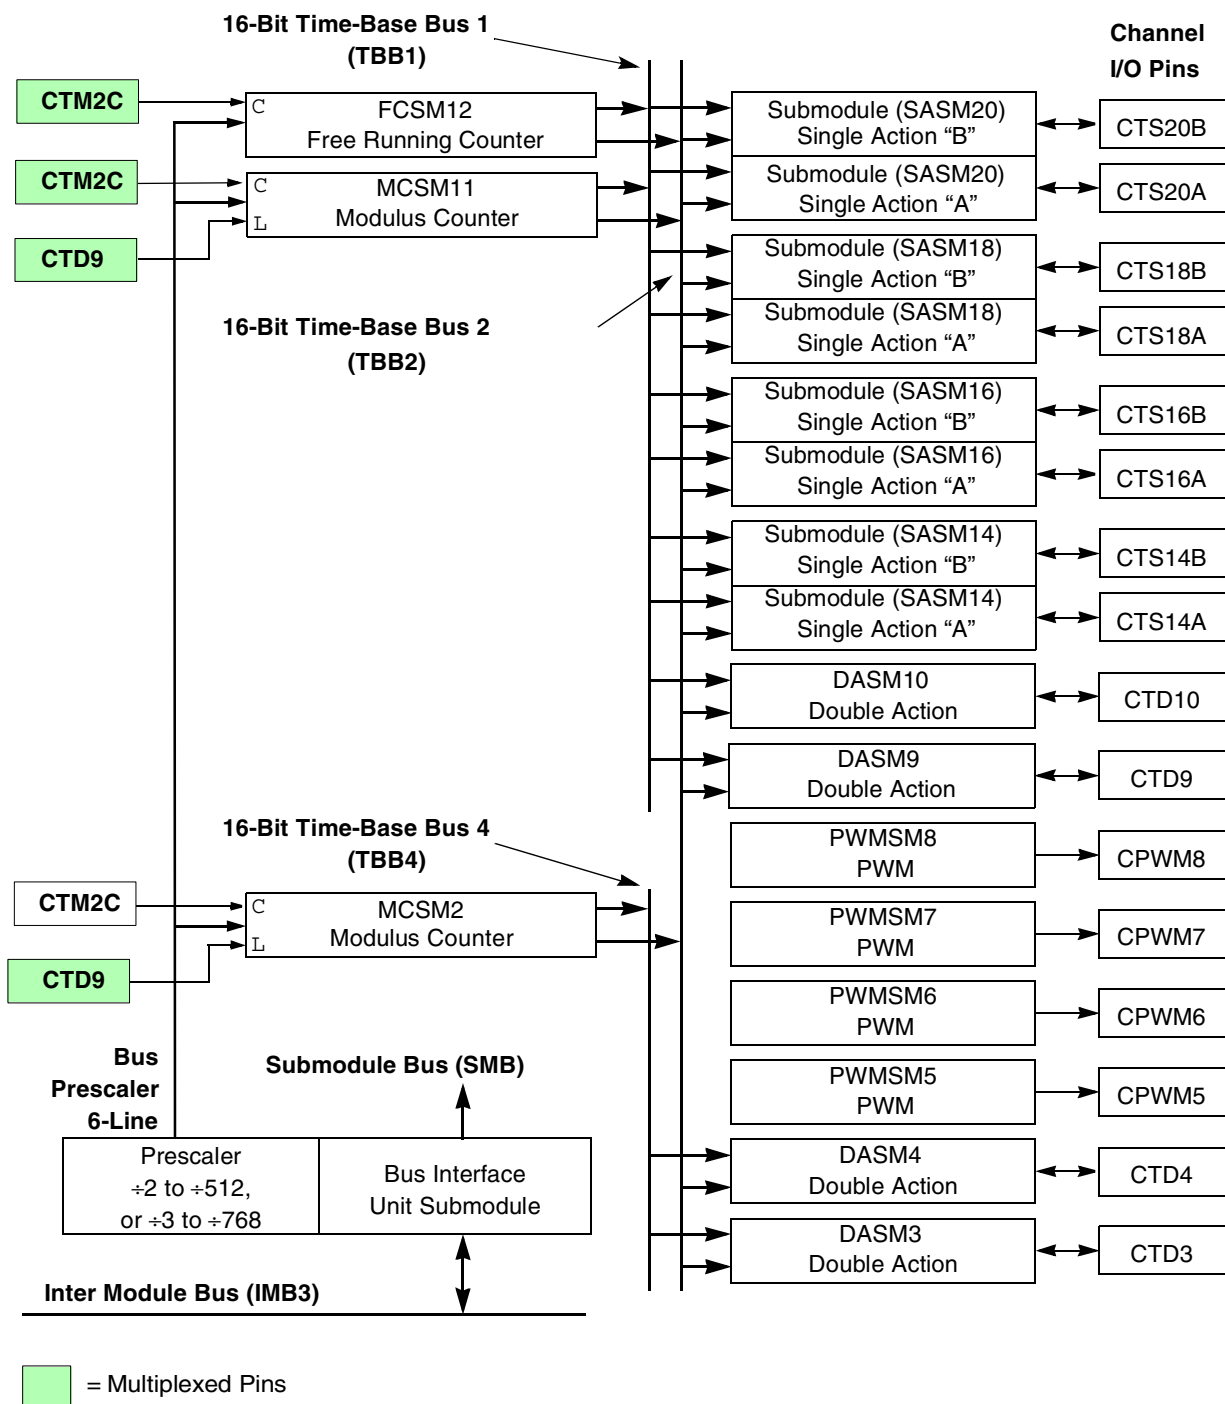 16-Bit Time-Base Bus 1
(TBB1)
Channel
I/O Pins
CTM2C
C
FCSM12
Free Running Counter
Submodule (SASM20)
Single Action “B”
CTS20B
CTM2C
C
L
MCSM11
Modulus Counter
Submodule (SASM20)
Single Action “A”
CTS20A
CTD9
Submodule (SASM18)
Single Action “B”
CTS18B
16-Bit Time-Base Bus 2
(TBB2)
Submodule (SASM18)
Single Action “A”
CTS18A
Submodule (SASM16)
Single Action “B”
CTS16B
Submodule (SASM16)
Single Action “A”
CTS16A
Submodule (SASM14)
Single Action “B”
CTS14B
Submodule (SASM14)
Single Action “A”
CTS14A
DASM10
Double Action
CTD10
DASM9
Double Action
CTD9
16-Bit Time-Base Bus 4
(TBB4)
PWMSM8
PWM
CPWM8
CTM2C
C
L
MCSM2
Modulus Counter
PWMSM7
PWM
CPWM7
CTD9
PWMSM6
PWM
CPWM6
Bus
Prescaler
6-Line
Submodule Bus (SMB)
PWMSM5
PWM
CPWM5
Prescaler
÷2 to ÷512,
or ÷3 to ÷768
Bus Interface
Unit Submodule
DASM4
Double Action
CTD4
DASM3
Double Action
CTD3
Inter Module Bus (IMB3)
= Multiplexed Pins